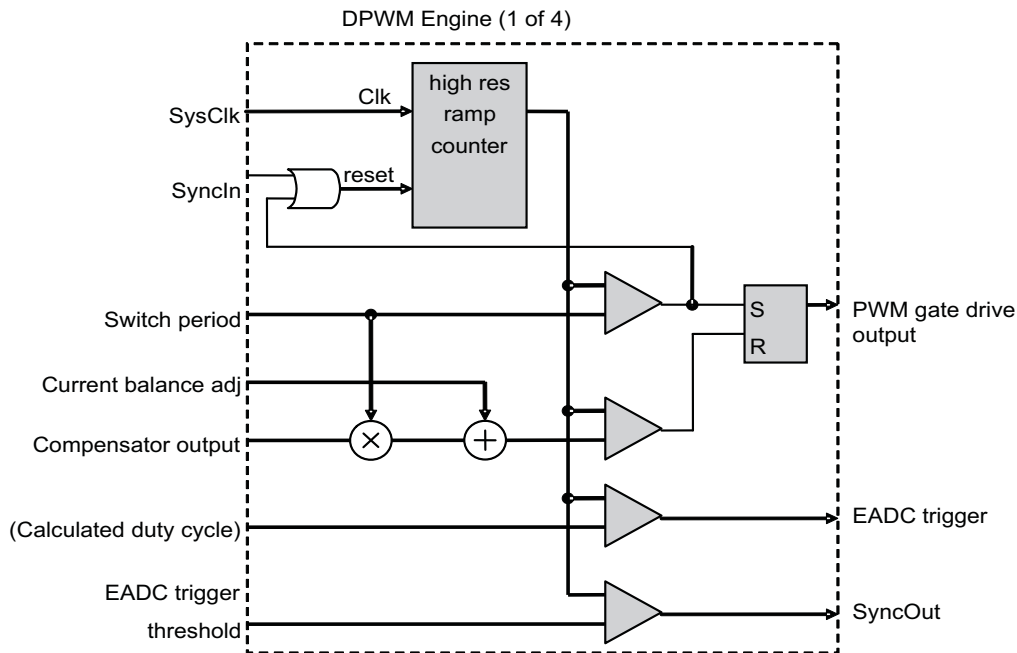 DPWM Engine (1 of 4)
SysClk
Clk
high res
ramp
counter
SyncIn
reset
Switch period
S
R
PWM gate drive
output
Current balance adj
Compensator output
(Calculated duty cycle)
EADC trigger
EADC trigger
threshold
SyncOut